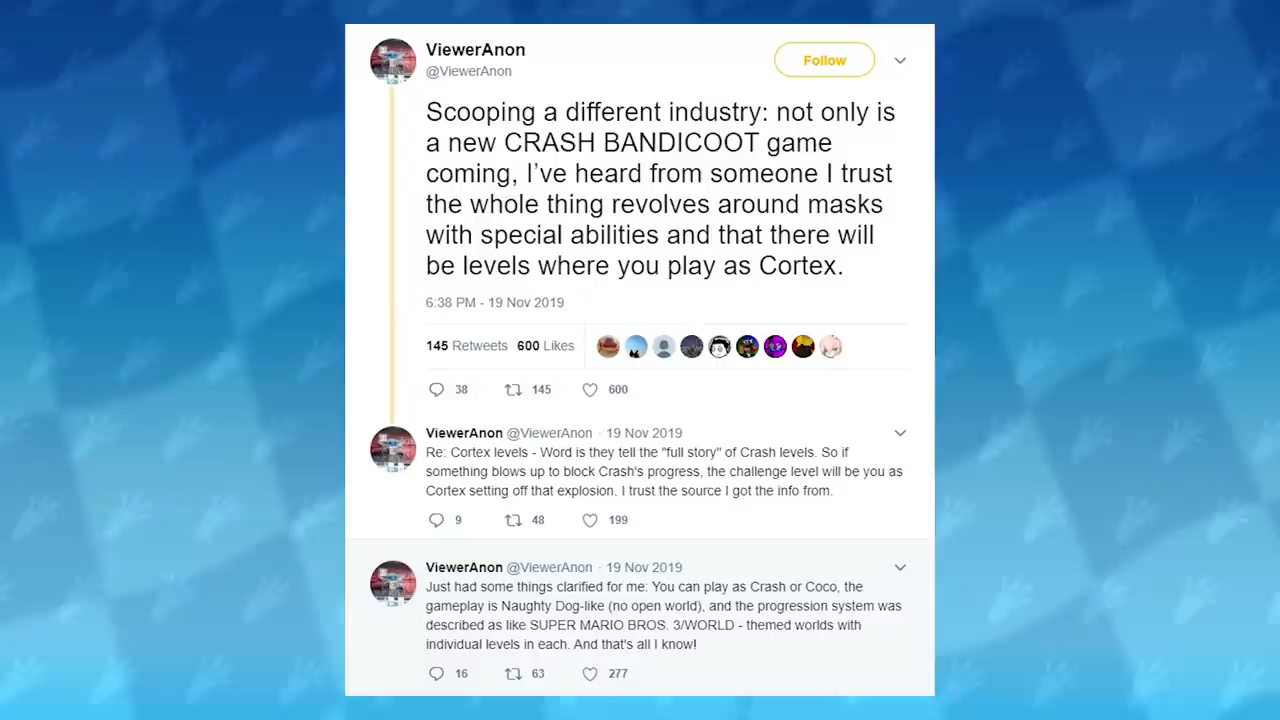 ViewerAnon
@ViewerAnon
Follow
Scooping a different industry: not only is
a new CRASH BANDICOOT game
coming, I’ve heard from someone I trust
the whole thing revolves around masks
with special abilities and that there will
be levels where you play as Cortex.
6:38 PM - 19 Nov 2019
145 Retweets 600 Likes
38 145 600
ViewerAnon @ViewerAnon · 19 Nov 2019
Re: Cortex levels - Word is they tell the "full story" of Crash levels. So if
something blows up to block Crash's progress, the challenge level will be you as
Cortex setting off that explosion. I trust the source I got the info from.
9 48 199
ViewerAnon @ViewerAnon · 19 Nov 2019
Just had some things clarified for me: You can play as Crash or Coco, the
gameplay is Naughty Dog-like (no open world), and the progression system was
described as like SUPER MARIO BROS. 3/WORLD - themed worlds with
individual levels in each. And that's all I know!
16 63 277